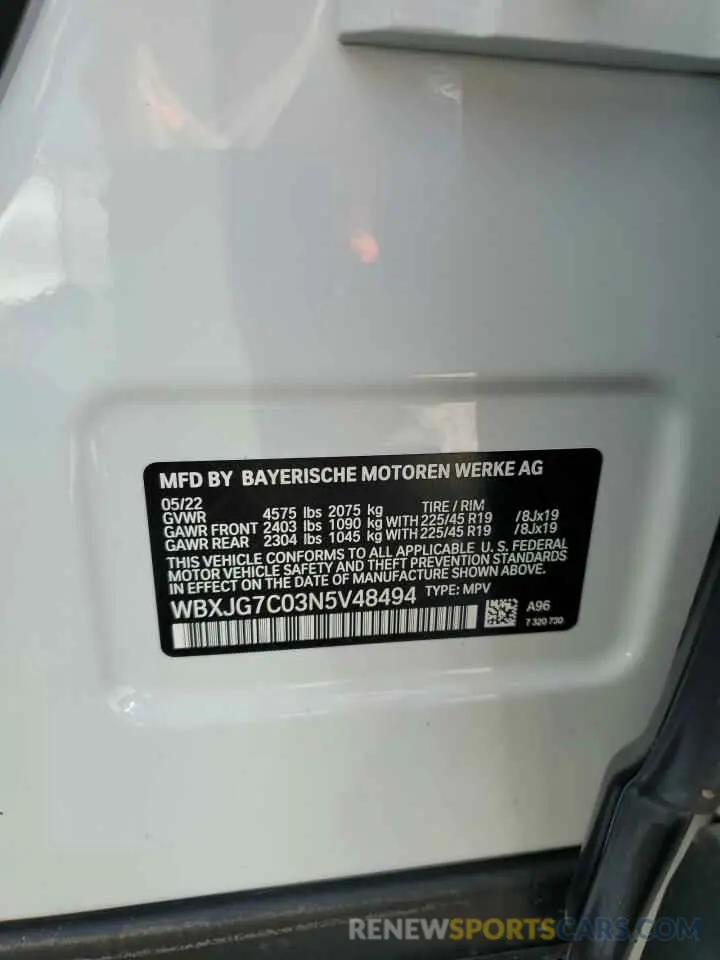 MFD BY BAYERISCHE MOTOREN WERKE AG
05/22
GVWR 4575 lbs 2075 kg TIRE / RIM
GAWR FRONT 2403 lbs 1090 kg WITH 225/45 R19 /8Jx19
GAWR REAR 2304 lbs 1045 kg WITH 225/45 R19 /8Jx19
THIS VEHICLE CONFORMS TO ALL APPLICABLE U. S. FEDERAL
MOTOR VEHICLE SAFETY AND THEFT PREVENTION STANDARDS
IN EFFECT ON THE DATE OF MANUFACTURE SHOWN ABOVE.
WBXJG7C03N5V48494 TYPE: MPV
A96
7 320 730
RENEWSPORTSCARS.COM